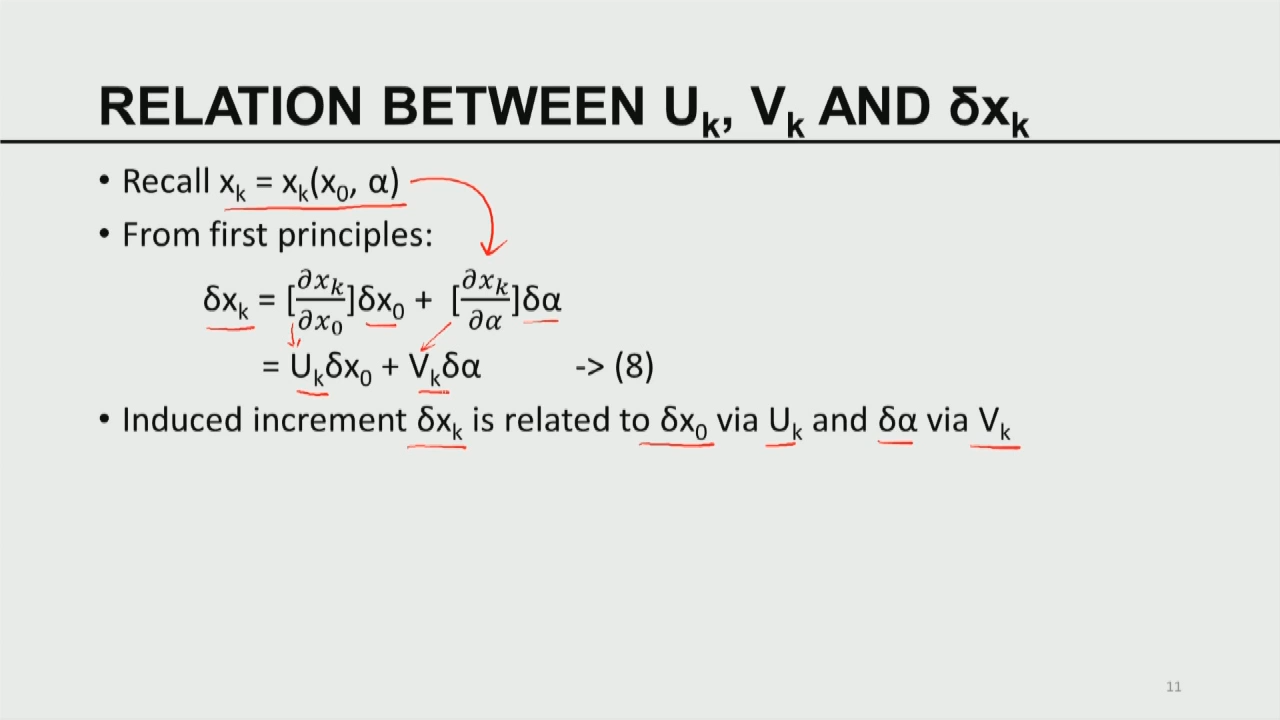 RELATION BETWEEN Uₖ, Vₖ AND δxₖ
• Recall xₖ = xₖ(x₀, α)
• From first principles:
δxₖ = [∂xₖ/∂x₀]δx₀ + [∂xₖ/∂α]δα
= Uₖδx₀ + Vₖδα -> (8)
• Induced increment δxₖ is related to δx₀ via Uₖ and δα via Vₖ
11